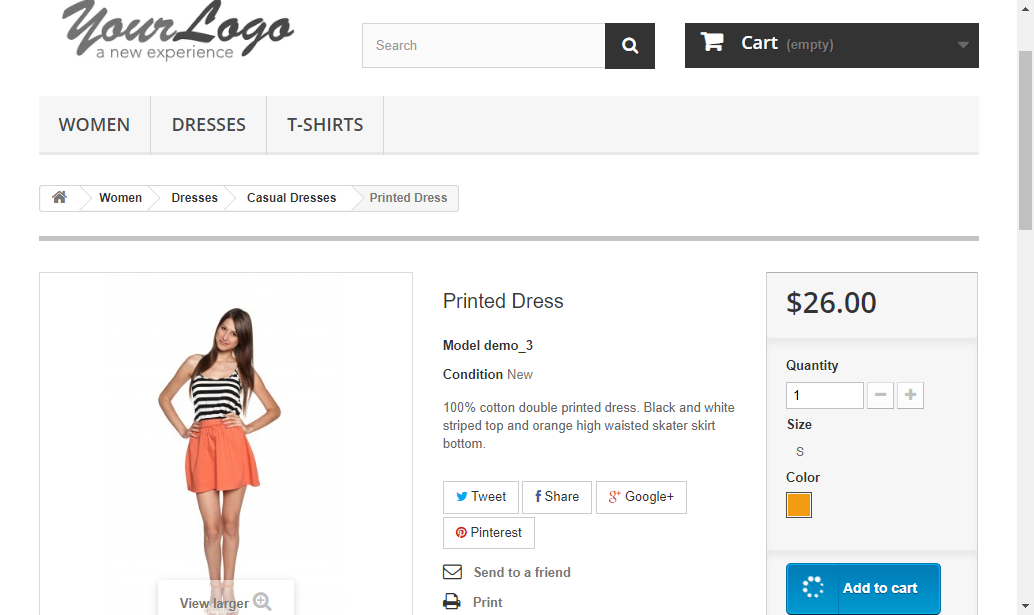 YourLogo
a new experience
Search
Cart (empty)
WOMEN DRESSES T-SHIRTS
Women Dresses Casual Dresses Printed Dress
Printed Dress
Model demo_3
Condition New
100% cotton double printed dress. Black and white
striped top and orange high waisted skater skirt
bottom.
Tweet Share Google+
Pinterest
Send to a friend
Print
View larger
$26.00
Quantity
1
Size
S
Color
Add to cart